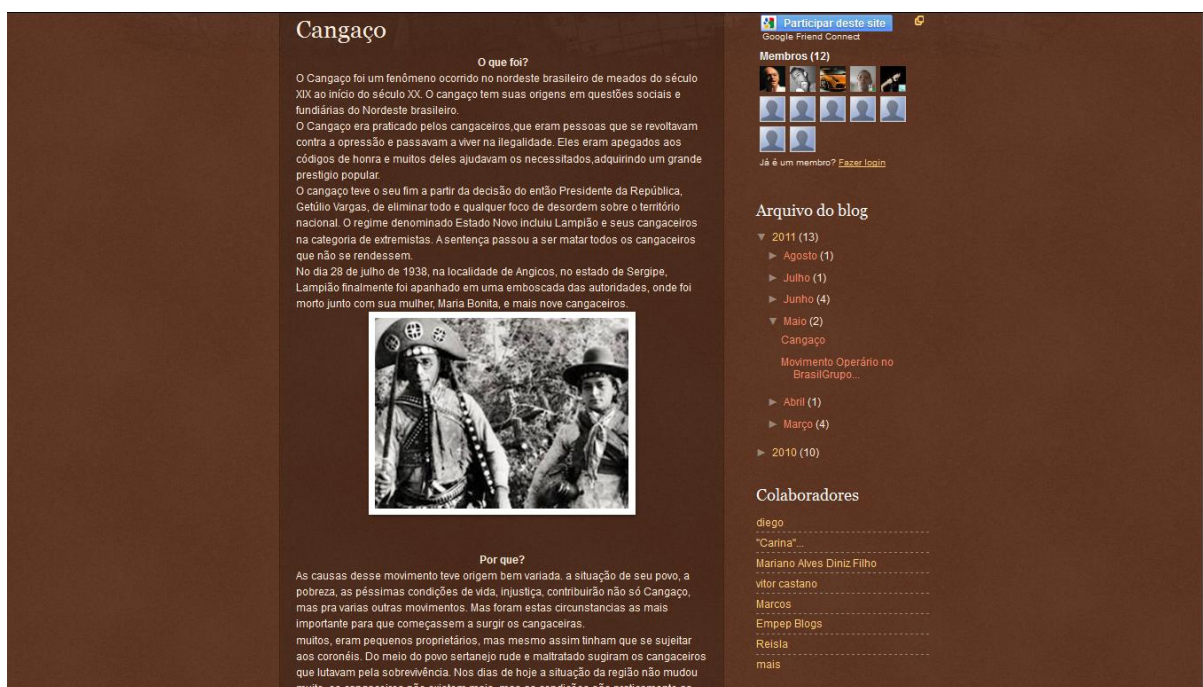 Cangaço
O que foi?
O Cangaço foi um fenômeno ocorrido no nordeste brasileiro de meados do século
XIX ao início do século XX. O cangaço tem suas origens em questões sociais e
fundiárias do Nordeste brasileiro.
O Cangaço era praticado pelos cangaceiros,que eram pessoas que se revoltavam
contra a opressão e passavam a viver na ilegalidade. Eles eram apegados aos
códigos de honra e muitos deles ajudavam os necessitados,adquirindo um grande
prestigio popular.
O cangaço teve o seu fim a partir da decisão do então Presidente da República,
Getúlio Vargas, de eliminar todo e qualquer foco de desordem sobre o território
nacional. O regime denominado Estado Novo incluiu Lampião e seus cangaceiros
na categoria de extremistas. A sentença passou a ser matar todos os cangaceiros
que não se rendessem.
No dia 28 de julho de 1938, na localidade de Angicos, no estado de Sergipe,
Lampião finalmente foi apanhado em uma emboscada das autoridades, onde foi
morto junto com sua mulher, Maria Bonita, e mais nove cangaceiros.
Por que?
As causas desse movimento teve origem bem variada. a situação de seu povo, a
pobreza, as péssimas condições de vida, injustiça, contribuirão não só Cangaço,
mas pra varias outras movimentos. Mas foram estas circunstancias as mais
importante para que começassem a surgir os cangaceiras.
muitos, eram pequenos proprietários, mas mesmo assim tinham que se sujeitar
aos coronéis. Do meio do povo sertanejo rude e maltratado sugiram os cangaceiros
que lutavam pela sobrevivência. Nos dias de hoje a situação da região não mudou
Participar deste site
Google Friend Connect
Membros (12)
Já é um membro? Fazer login
Arquivo do blog
▼ 2011 (13)
► Agosto (1)
► Julho (1)
► Junho (4)
▼ Maio (2)
Cangaço
Movimento Operário no
BrasilGrupo...
► Abril (1)
► Março (4)
► 2010 (10)
Colaboradores
diego
"Carina"...
Mariano Alves Diniz Filho
vitor castano
Marcos
Empep Blogs
Reisla
mais